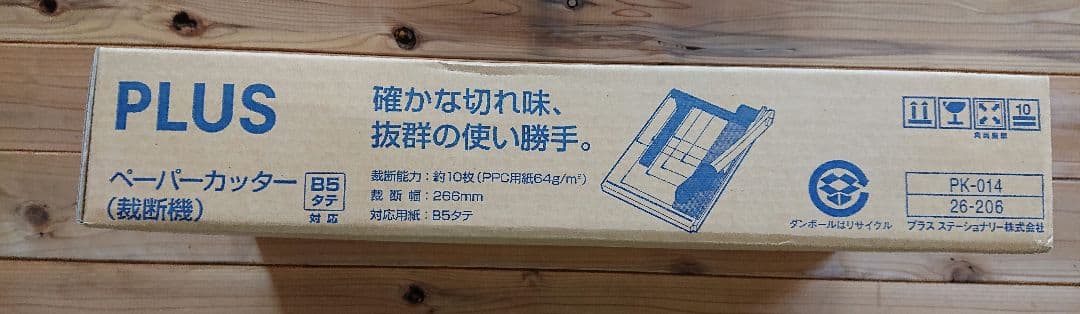 PLUS
ペーパーカッター
(裁断機)
B5
タテ
対応
確かな切れ味、
抜群の使い勝手。
裁断能力:約10枚(PPC用紙64g/m²)
裁断幅:266mm
対応用紙:B5タテ
ダンボールはリサイクル
10
PK-014
26-206
プラス ステーショナリー株式会社